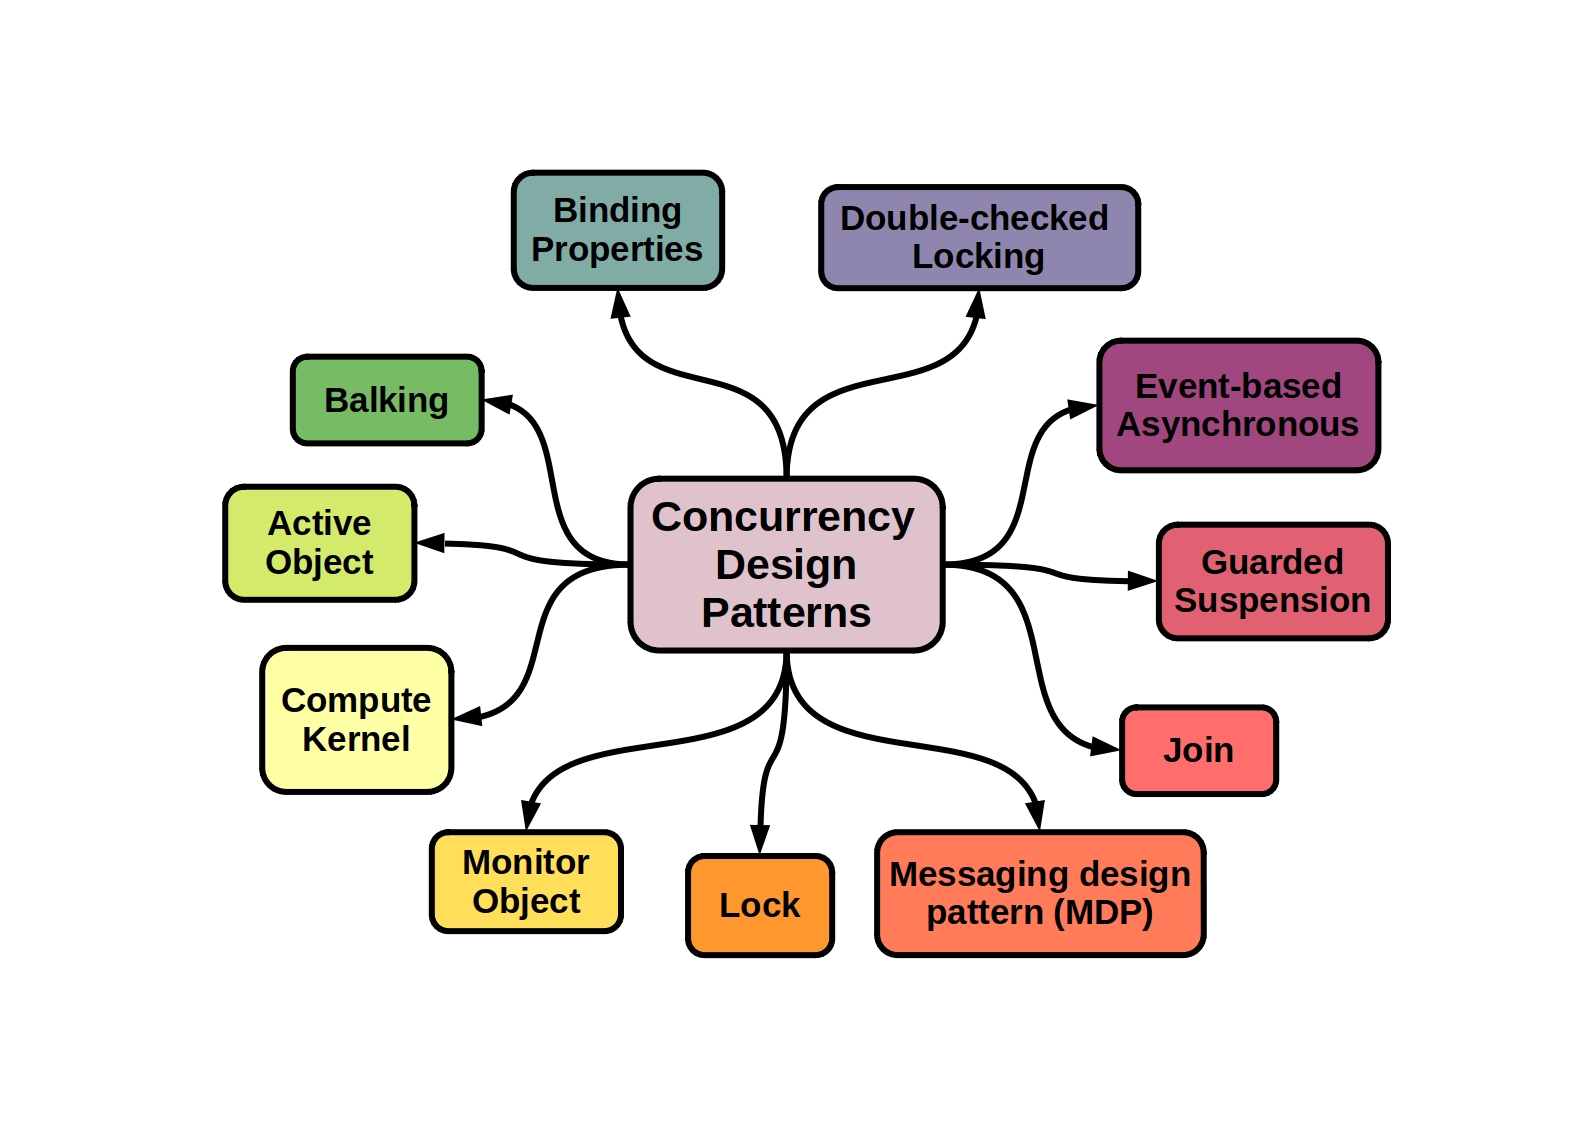 Binding
Properties
Double-checked
Locking
Balking
Event-based
Asynchronous
Active
Object
Concurrency
Design
Patterns
Guarded
Suspension
Compute
Kernel
Join
Monitor
Object
Lock
Messaging design
pattern (MDP)